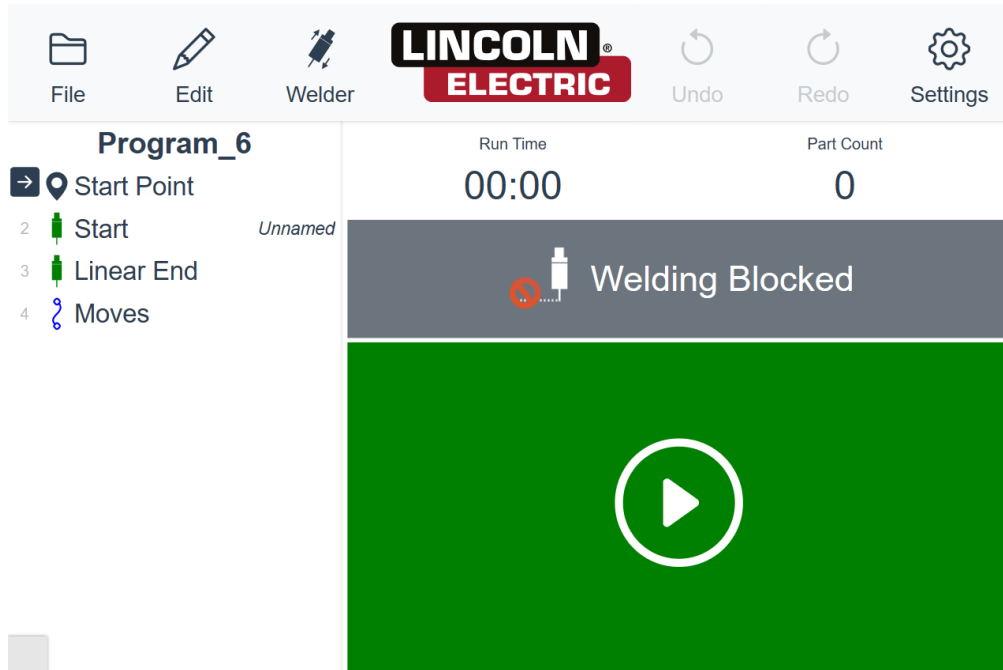 File
Edit
Welder
LINCOLN ®
ELECTRIC
Undo
Redo
Settings
Program_6
Start Point
2 Start Unnamed
3 Linear End
4 Moves
Run Time
00:00
Part Count
0
Welding Blocked